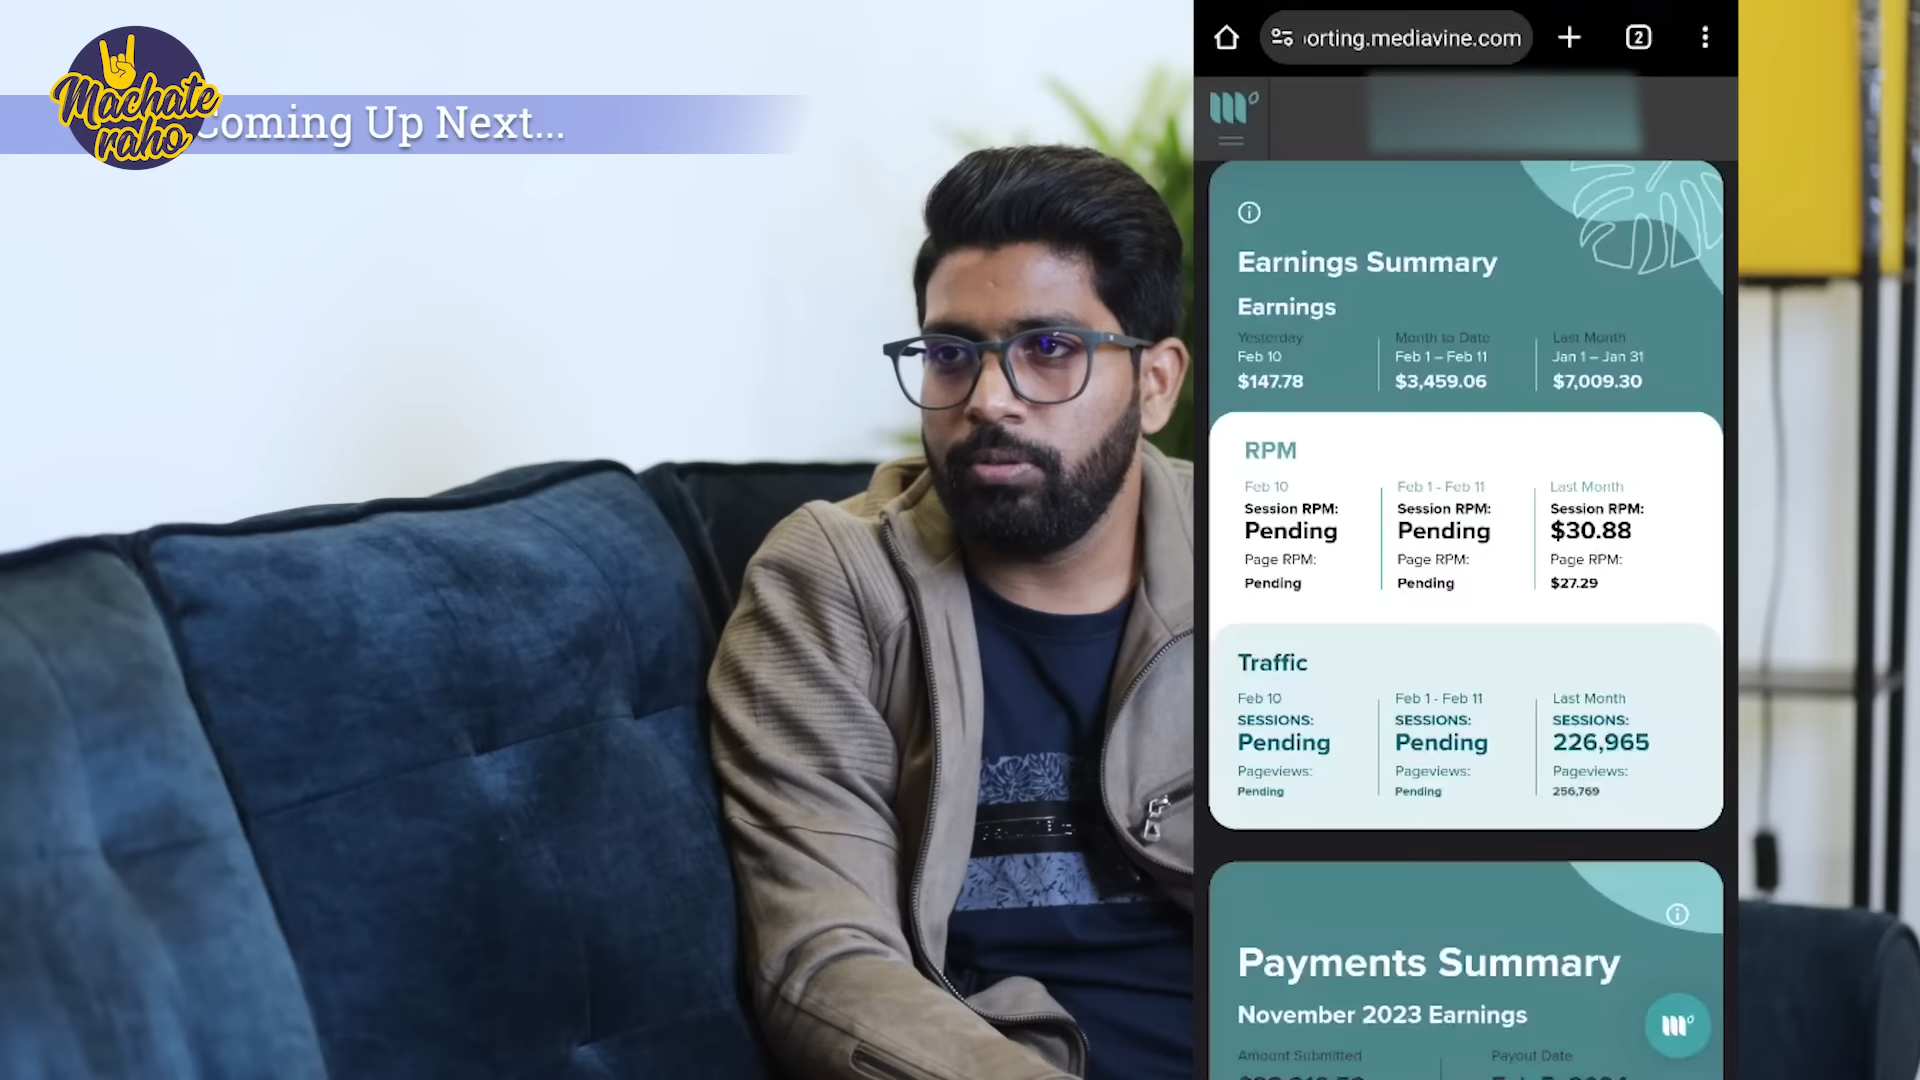 Machate
raho
Coming Up Next...
orting.mediavine.com
2
Earnings Summary
Earnings
Yesterday
Feb 10
$147.78
Month to Date
Feb 1 – Feb 11
$3,459.06
Last Month
Jan 1 – Jan 31
$7,009.30
RPM
Feb 10
Session RPM:
Pending
Page RPM:
Pending
Feb 1 - Feb 11
Session RPM:
Pending
Page RPM:
Pending
Last Month
Session RPM:
$30.88
Page RPM:
$27.29
Traffic
Feb 10
SESSIONS:
Pending
Pageviews:
Pending
Feb 1 - Feb 11
SESSIONS:
Pending
Pageviews:
Pending
Last Month
SESSIONS:
226,965
Pageviews:
256,769
Payments Summary
November 2023 Earnings
Amount Submitted
Payout Date